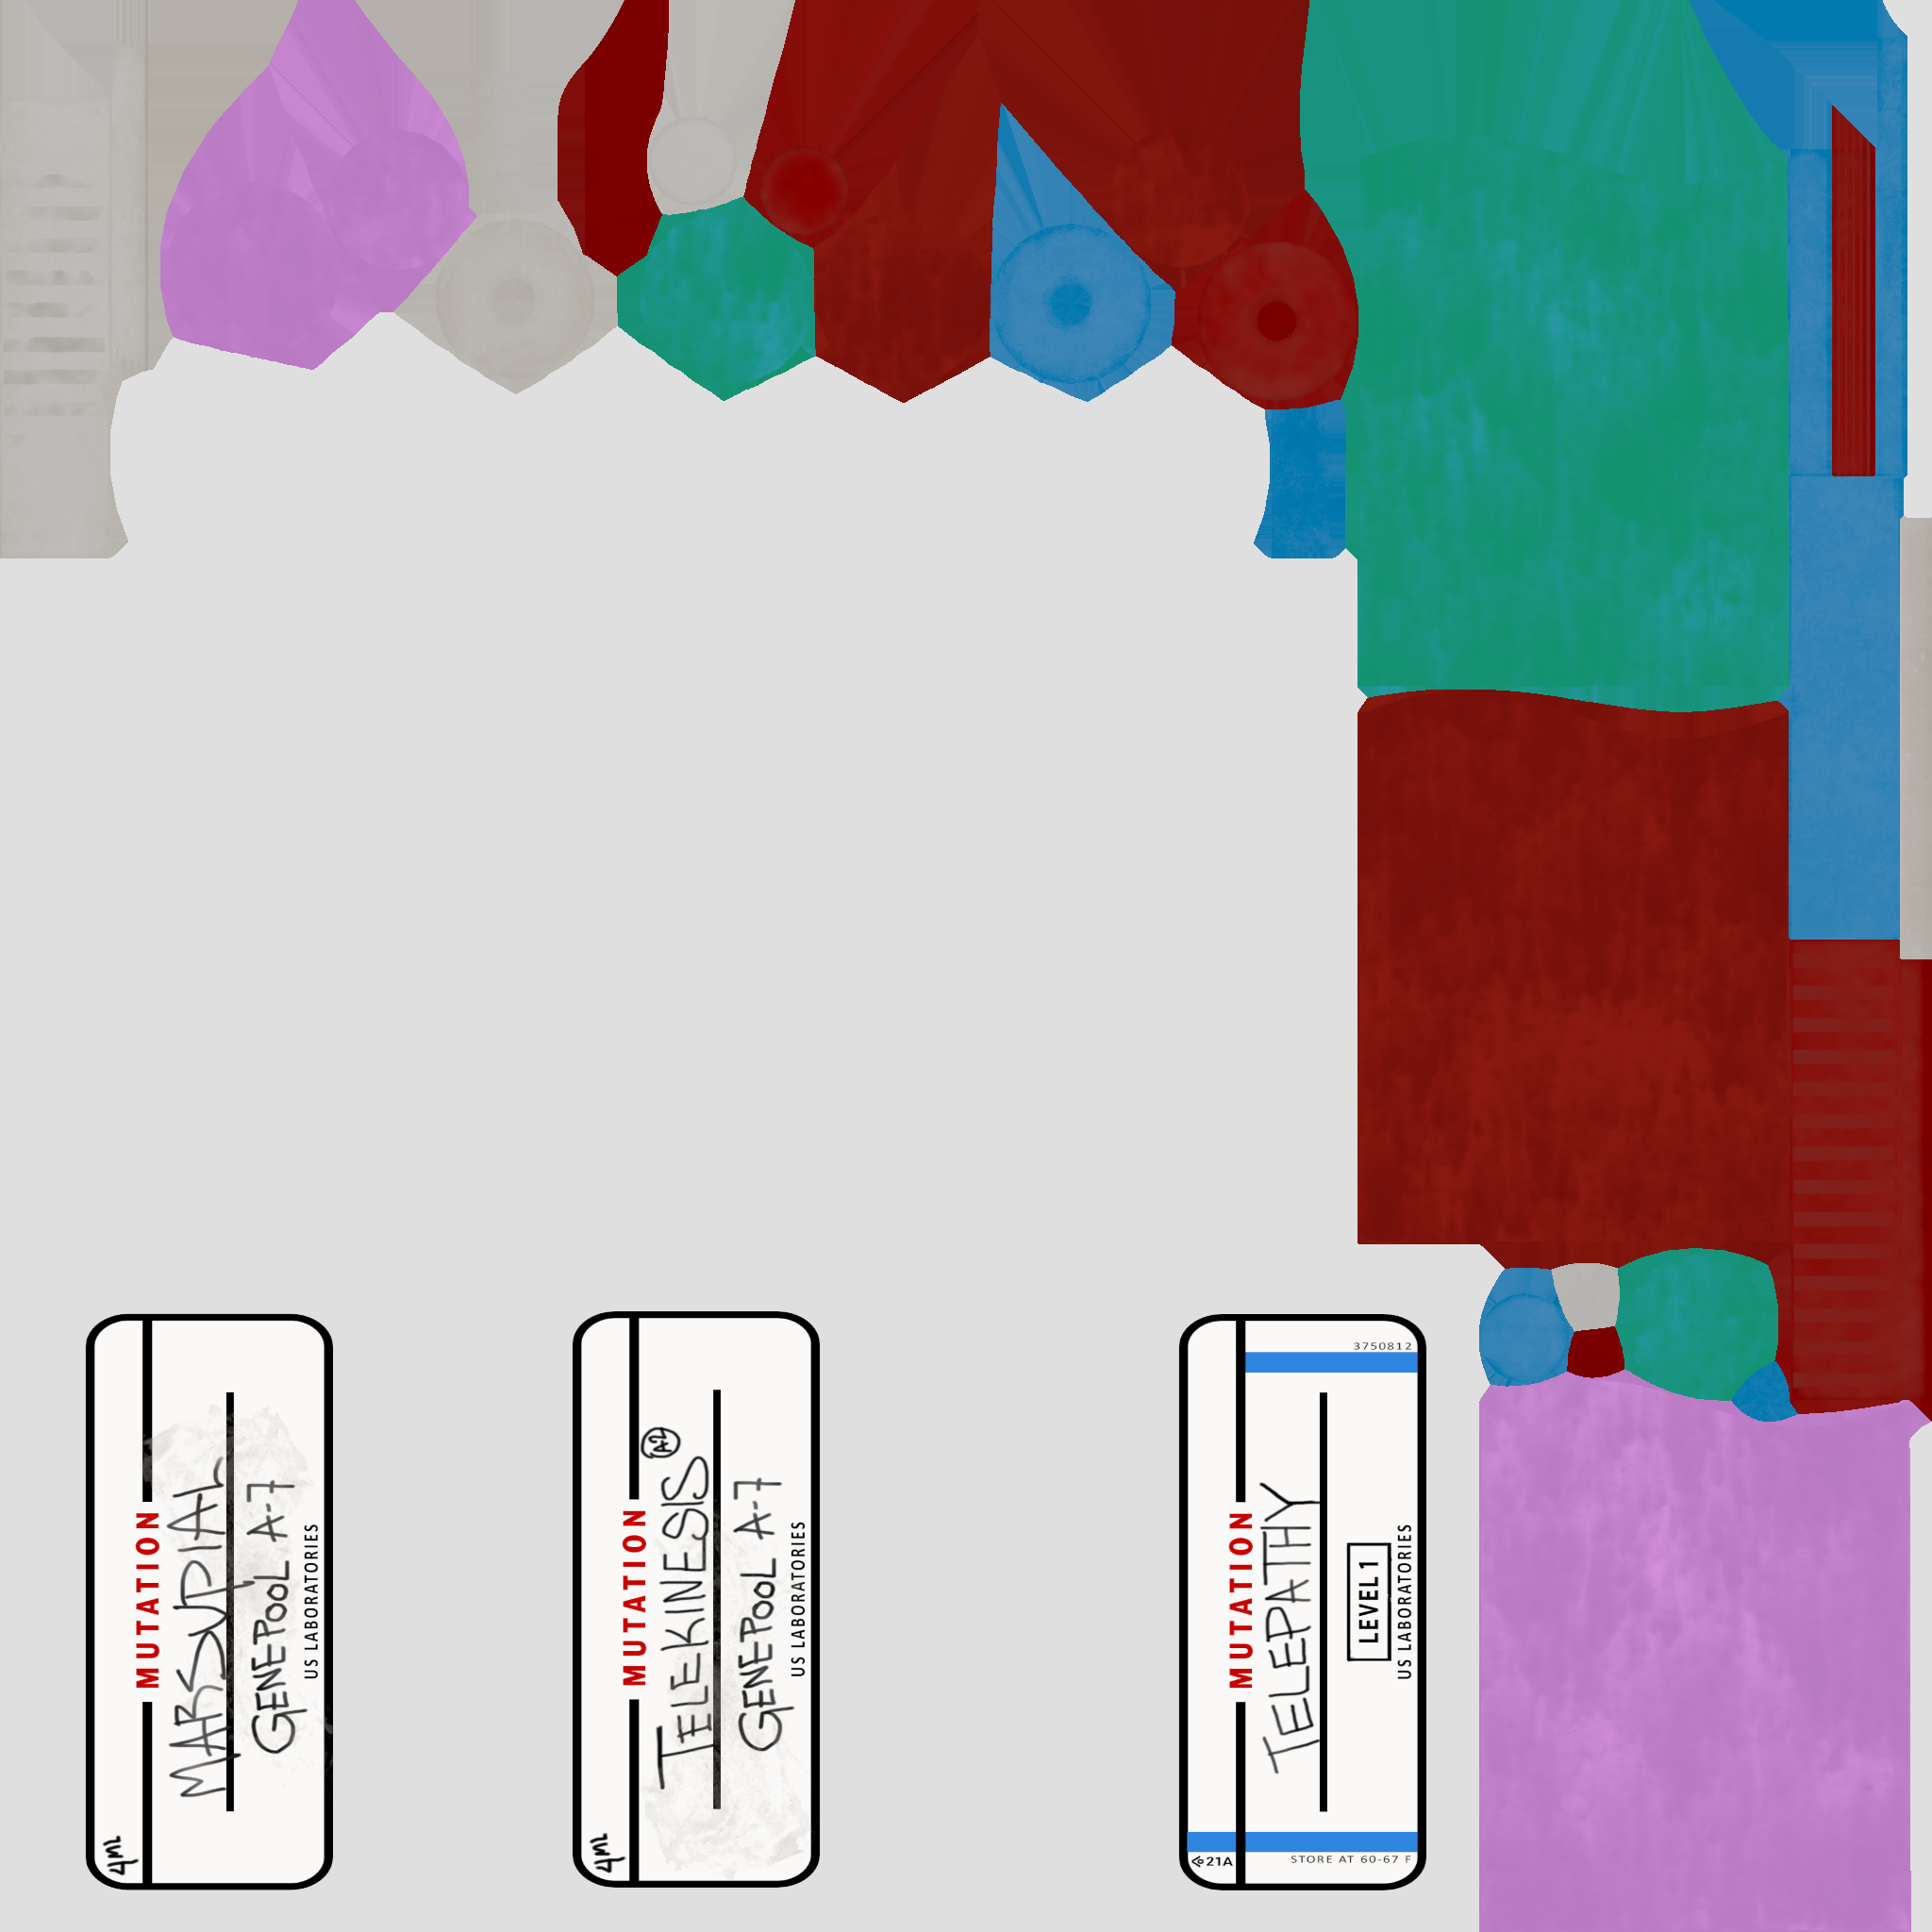 MUTATION
MARSUPIAL
GENEPOOL A-7
US LABORATORIES
4ML
MUTATION
TELEKINESIS A2
GENEPOOL A-7
US LABORATORIES
4ML
MUTATION
TELEPATHY
LEVEL 1
US LABORATORIES
3750812
21A
STORE AT 60-67 F